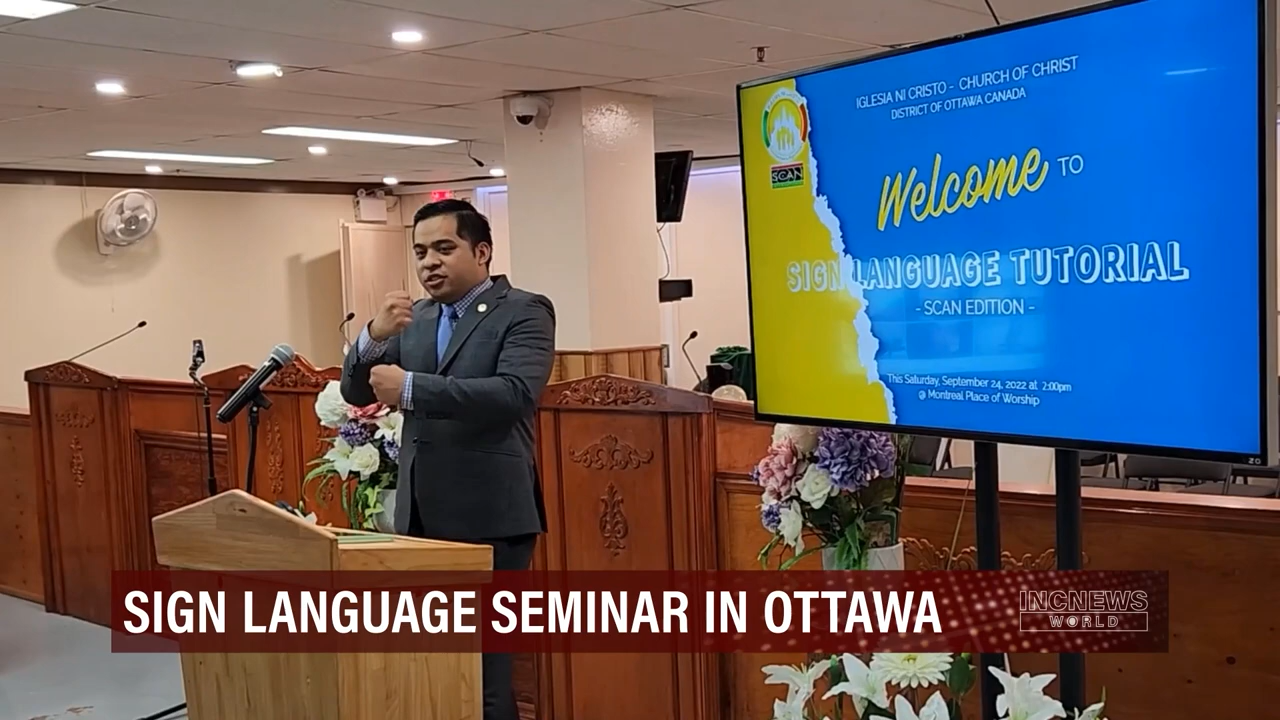 IGLESIA NI CRISTO - CHURCH OF CHRIST
DISTRICT OF OTTAWA CANADA
SCAN
Welcome TO
SIGN LANGUAGE TUTORIAL
- SCAN EDITION -
This Saturday, September 24, 2022 at 2:00pm
@ Montreal Place of Worship
SIGN LANGUAGE SEMINAR IN OTTAWA
INCNEWS
WORLD